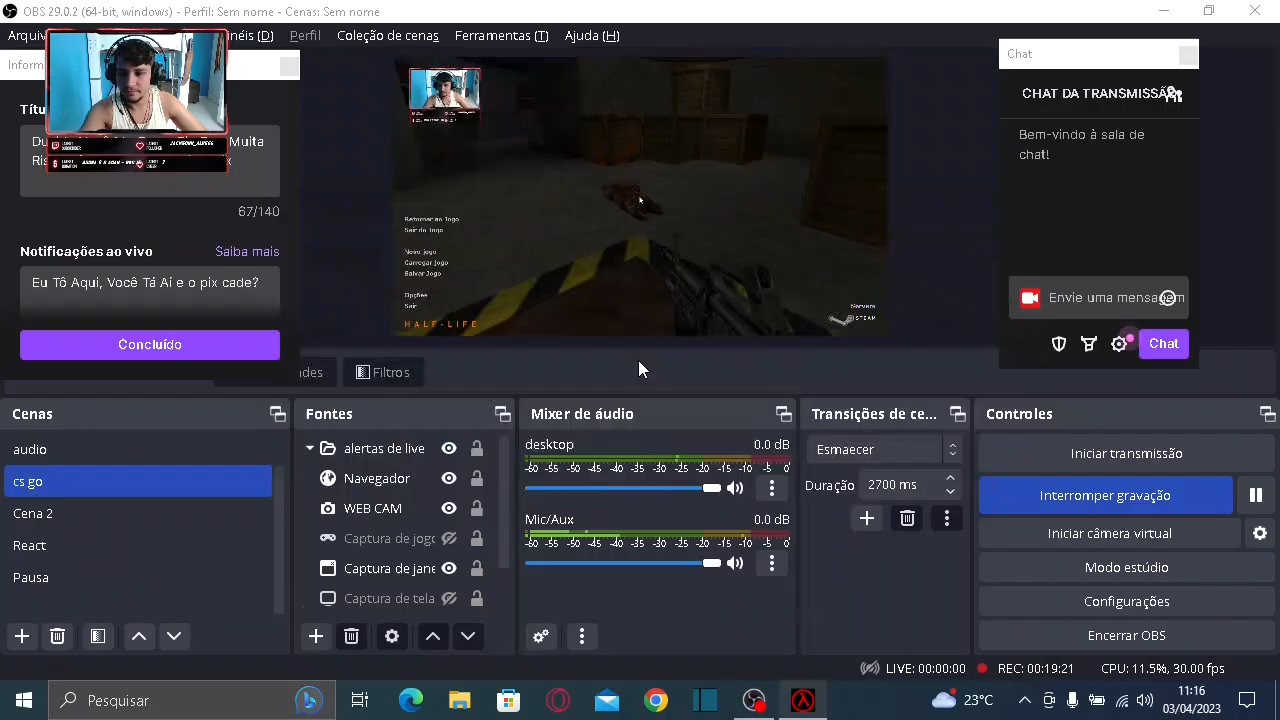 OBS 29.0.2 (64-bit, windows) - Perfil: Sem nome - Cenas: Sem nome
Perfil
Coleção de cenas
Ferramentas (T)
Ajuda (H)
Inform
67/140
Notificações ao vivo
Saiba mais
Eu Tô Aqui, Você Tá Aí e o pix cade?
Concluído
Retornar ao jogo
Sair do jogo
Novo jogo
Carregar jogo
Salvar jogo
Opções
Sair
HALF-LIFE
Servers
STEAM
Chat
CHAT DA TRANSMISSÃO
Bem-vindo à sala de
chat!
Envie uma mensagem
Chat
Filtros
Cenas
audio
cs go
Cena 2
React
Pausa
Fontes
alertas de live
Navegador
WEB CAM
Captura de jogo
Captura de jane
Captura de tela
Mixer de áudio
desktop
0.0 dB
-60 -55 -50 -45 -40 -35 -30 -25 -20 -15 -10 -5 0
Mic/Aux
0.0 dB
-60 -55 -50 -45 -40 -35 -30 -25 -20 -15 -10 -5 0
Transições de ce...
Esmaecer
Duração
2700 ms
Controles
Iniciar transmissão
Interromper gravação
Iniciar câmera virtual
Modo estúdio
Configurações
Encerrar OBS
LIVE: 00:00:00
REC: 00:19:21
CPU: 11.5%, 30.00 fps
Pesquisar
23°C
11:16
03/04/2023